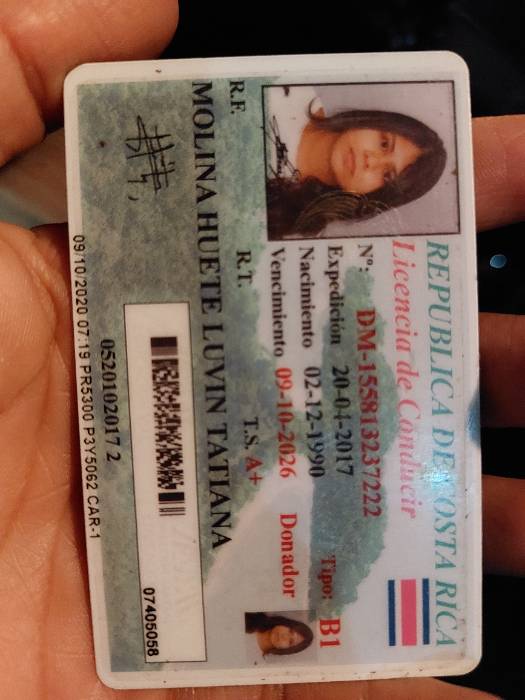 REPUBLICA DE COSTA RICA
Licencia de Conducir
Nº: DM-155813237222
Expedición 20-04-2017
Nacimiento 02-12-1990
Vencimiento 09-10-2026
Tipo: B1
Donador
R.F. R.T. T.S. A+
MOLINA HUETE LUVIN TATIANA
07405058
0520102017 2
09/10/2020 07:19 PR5300 P3Y5062 CAR-1